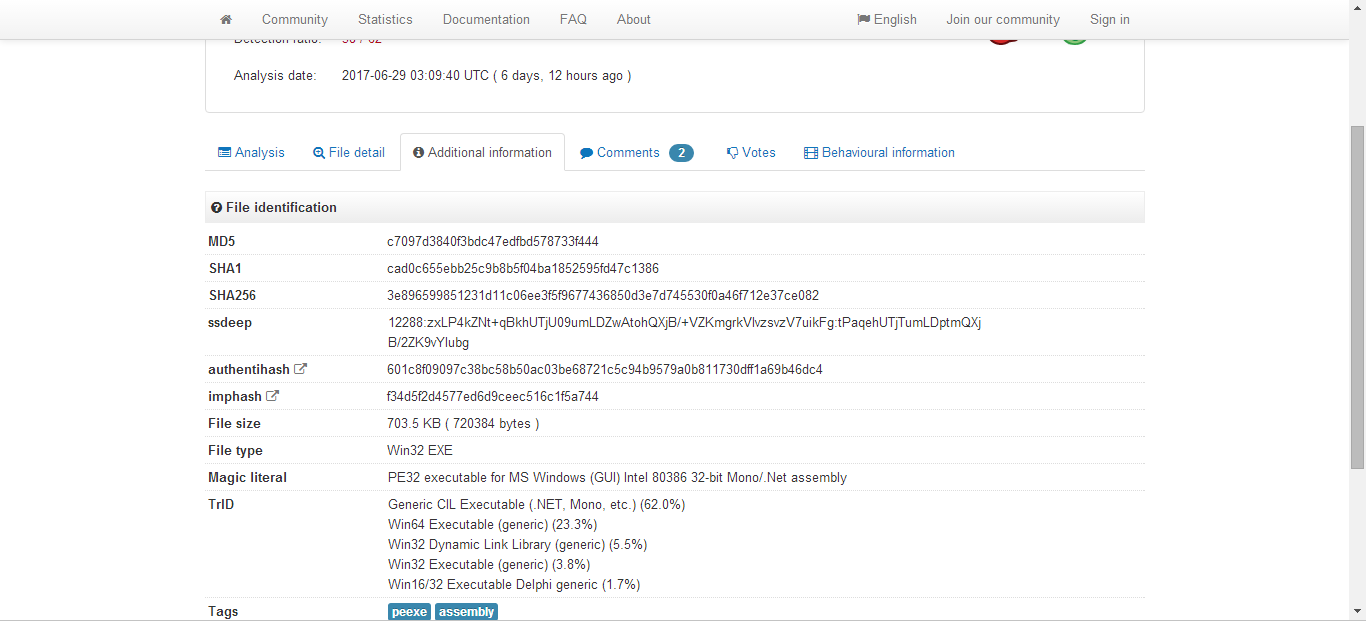 Community Statistics Documentation FAQ About English Join our community Sign in
Detection ratio:
Analysis date: 2017-06-29 03:09:40 UTC ( 6 days, 12 hours ago )
Analysis File detail Additional information Comments 2 Votes Behavioural information
File identification
MD5 c7097d3840f3bdc47edfbd578733f444
SHA1 cad0c655ebb25c9b8b5f04ba1852595fd47c1386
SHA256 3e896599851231d11c06ee3f5f9677436850d3e7d745530f0a46f712e37ce082
ssdeep 12288:zxLP4kZNt+qBkhUTjU09umLDZwAtohQXjB/+VZKmgrkVlvzsvzV7uikFg:tPaqehUTjTumLDptmQXj
B/2ZK9vYlubg
authentihash 601c8f09097c38bc58b50ac03be68721c5c94b9579a0b811730dff1a69b46dc4
imphash f34d5f2d4577ed6d9ceec516c1f5a744
File size 703.5 KB ( 720384 bytes )
File type Win32 EXE
Magic literal PE32 executable for MS Windows (GUI) Intel 80386 32-bit Mono/.Net assembly
TrID Generic CIL Executable (.NET, Mono, etc.) (62.0%)
Win64 Executable (generic) (23.3%)
Win32 Dynamic Link Library (generic) (5.5%)
Win32 Executable (generic) (3.8%)
Win16/32 Executable Delphi generic (1.7%)
Tags peexe assembly